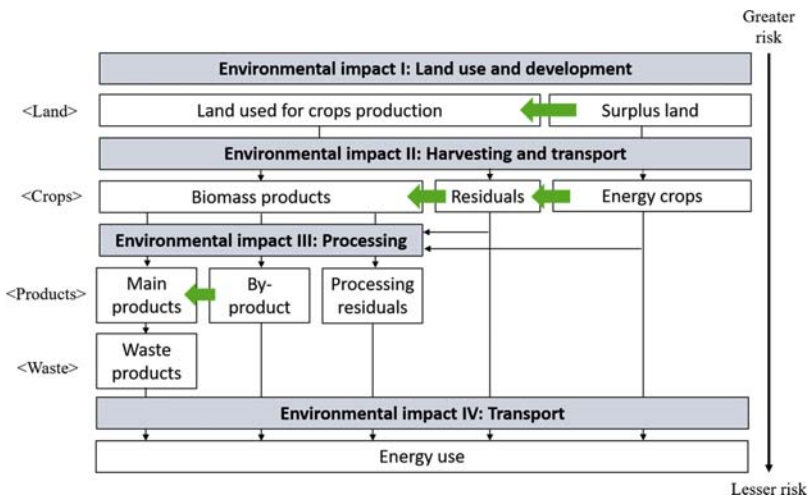 Greater
risk
Environmental impact I: Land use and development
<Land>
Land used for crops production
Surplus land
Environmental impact II: Harvesting and transport
<Crops>
Biomass products
Residuals
Energy crops
Environmental impact III: Processing
<Products>
Main
products
By-
product
Processing
residuals
<Waste>
Waste
products
Environmental impact IV: Transport
Energy use
Lesser risk